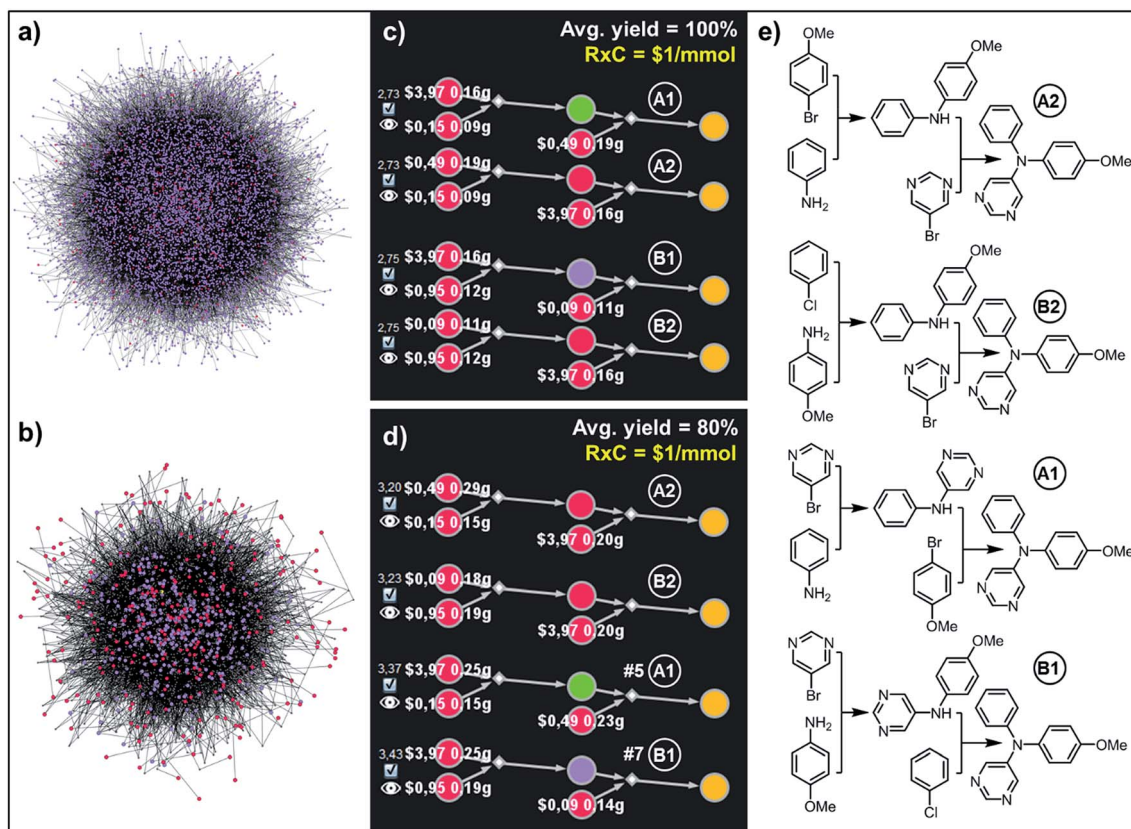 a)
b)
c)
Avg. yield = 100%
RxC = $1/mmol
2,73
$3,97 0,16g
$0,15 0,09g
A1
$0,49 0,19g
2,73
$0,49 0,19g
$0,15 0,09g
A2
$3,97 0,16g
2,75
$3,97 0,16g
$0,95 0,12g
B1
$0,09 0,11g
2,75
$0,09 0,11g
$0,95 0,12g
B2
$3,97 0,16g
d)
Avg. yield = 80%
RxC = $1/mmol
3,20
$0,49 0,29g
$0,15 0,15g
A2
$3,97 0,20g
3,23
$0,09 0,18g
$0,95 0,19g
B2
$3,97 0,20g
3,37
$3,97 0,25g
$0,15 0,15g
#5 A1
$0,49 0,23g
3,43
$3,97 0,25g
$0,95 0,19g
#7 B1
$0,09 0,14g
e)
OMe
Br
NH2
OMe
NH
N N
Br
A2
N
OMe
N N
Cl
NH2
OMe
OMe
NH
N N
Br
B2
N
OMe
N N
N N
Br
NH2
N N
NH
Br
OMe
A1
N
OMe
N N
N N
Br
NH2
OMe
OMe
N
N
NH
Cl
B1
N
OMe
N N